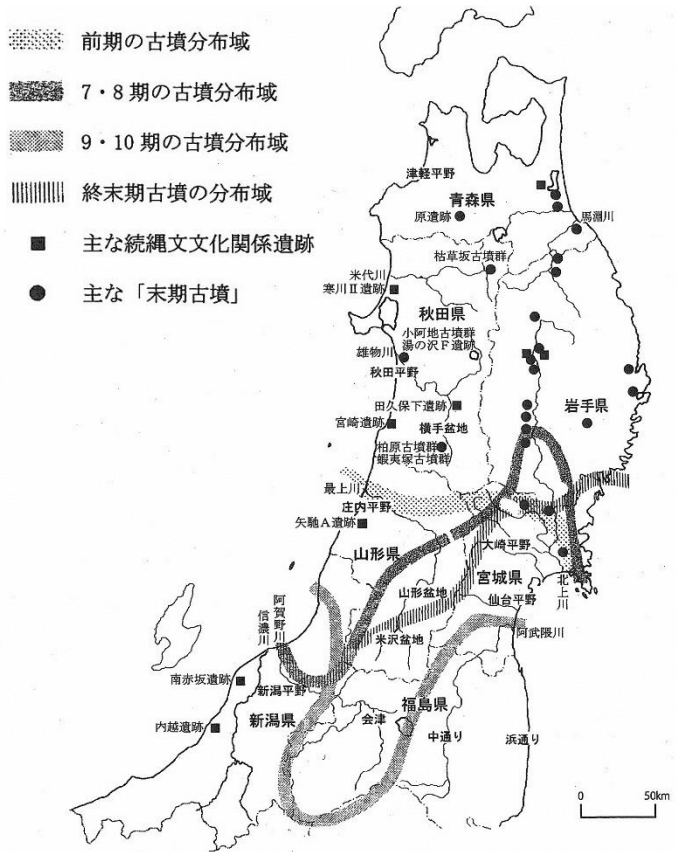 前期の古墳分布域
7・8期の古墳分布域
9・10期の古墳分布域
終末期古墳の分布域
主な続縄文文化関係遺跡
主な「末期古墳」
津軽平野
青森県
原遺跡
馬淵川
枯草坂古墳群
米代川
寒川Ⅱ遺跡
秋田県
小阿地古墳群
湯の沢F遺跡
雄物川
秋田平野
田久保下遺跡
岩手県
宮崎遺跡
横手盆地
柏原古墳群
蝦夷塚古墳群
最上川
庄内平野
矢馳A遺跡
大崎平野
山形県
宮城県
北上川
山形盆地
仙台平野
阿賀野川
信濃川
米沢盆地
阿武隈川
南赤坂遺跡
新潟平野
福島県
新潟県
会津
内越遺跡
中通り
浜通り
0 50km